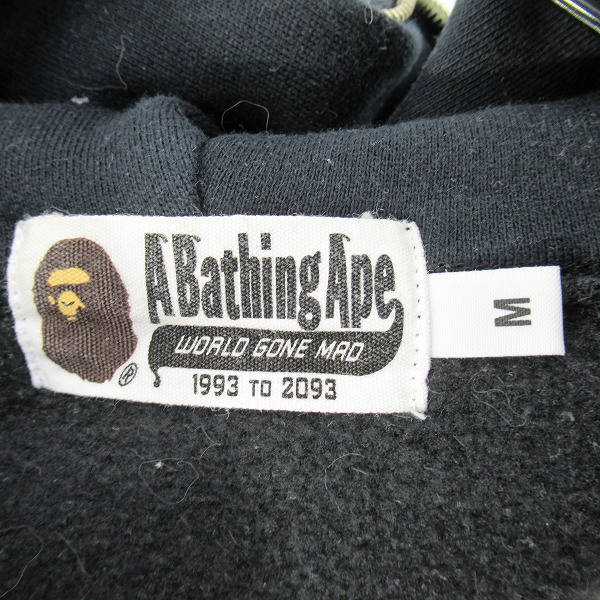 A Bathing Ape
WORLD GONE MAD
1993 TO 2093
®
M